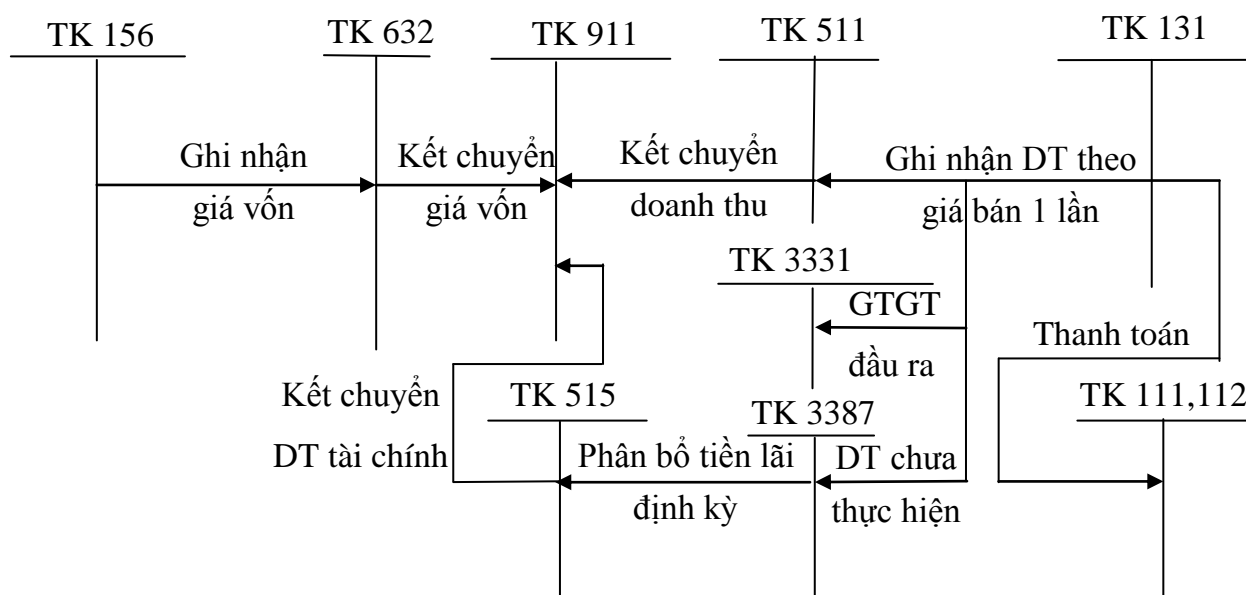 TK 156
TK 632
TK 911
TK 511
TK 131
Ghi nhận
giá vốn
Kết chuyển
giá vốn
Kết chuyển
doanh thu
Ghi nhận DT theo
giá bán 1 lần
TK 3331
GTGT
đầu ra
Thanh toán
Kết chuyển
DT tài chính
TK 515
TK 3387
TK 111,112
Phân bổ tiền lãi
định kỳ
DT chưa
thực hiện